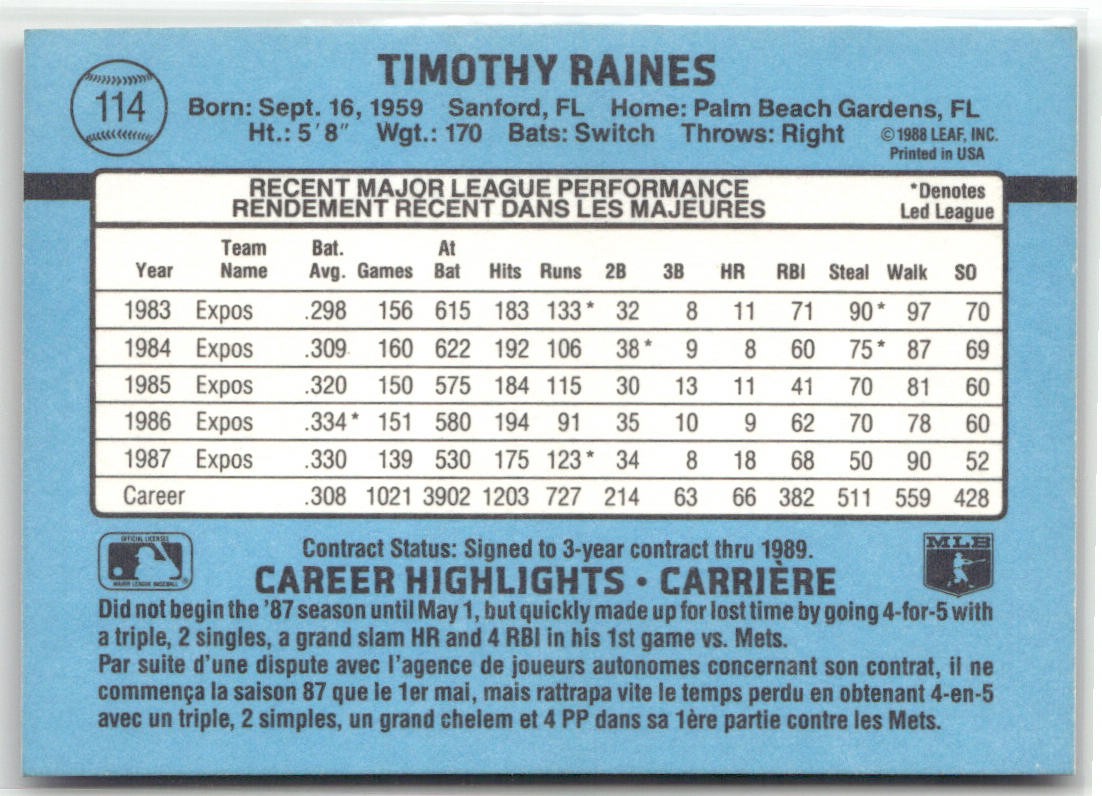 114
TIMOTHY RAINES
Born: Sept. 16, 1959 Sanford, FL Home: Palm Beach Gardens, FL
Ht.: 5'8" Wgt.: 170 Bats: Switch Throws: Right ©1988 LEAF, INC.
Printed in USA
RECENT MAJOR LEAGUE PERFORMANCE *Denotes
RENDEMENT RECENT DANS LES MAJEURES Led League
Team Bat. At
Year Name Avg. Games Bat Hits Runs 2B 3B HR RBI Steal Walk SO
1983 Expos .298 156 615 183 133* 32 8 11 71 90* 97 70
1984 Expos .309 160 622 192 106 38* 9 8 60 75* 87 69
1985 Expos .320 150 575 184 115 30 13 11 41 70 81 60
1986 Expos .334* 151 580 194 91 35 10 9 62 70 78 60
1987 Expos .330 139 530 175 123* 34 8 18 68 50 90 52
Career .308 1021 3902 1203 727 214 63 66 382 511 559 428
OFFICIAL LICENSEE
MAJOR LEAGUE BASEBALL
MLB
Contract Status: Signed to 3-year contract thru 1989.
CAREER HIGHLIGHTS • CARRIÈRE
Did not begin the '87 season until May 1, but quickly made up for lost time by going 4-for-5 with
a triple, 2 singles, a grand slam HR and 4 RBI in his 1st game vs. Mets.
Par suite d'une dispute avec l'agence de joueurs autonomes concernant son contrat, il ne
commença la saison 87 que le 1er mai, mais rattrapa vite le temps perdu en obtenant 4-en-5
avec un triple, 2 simples, un grand chelem et 4 PP dans sa 1ère partie contre les Mets.